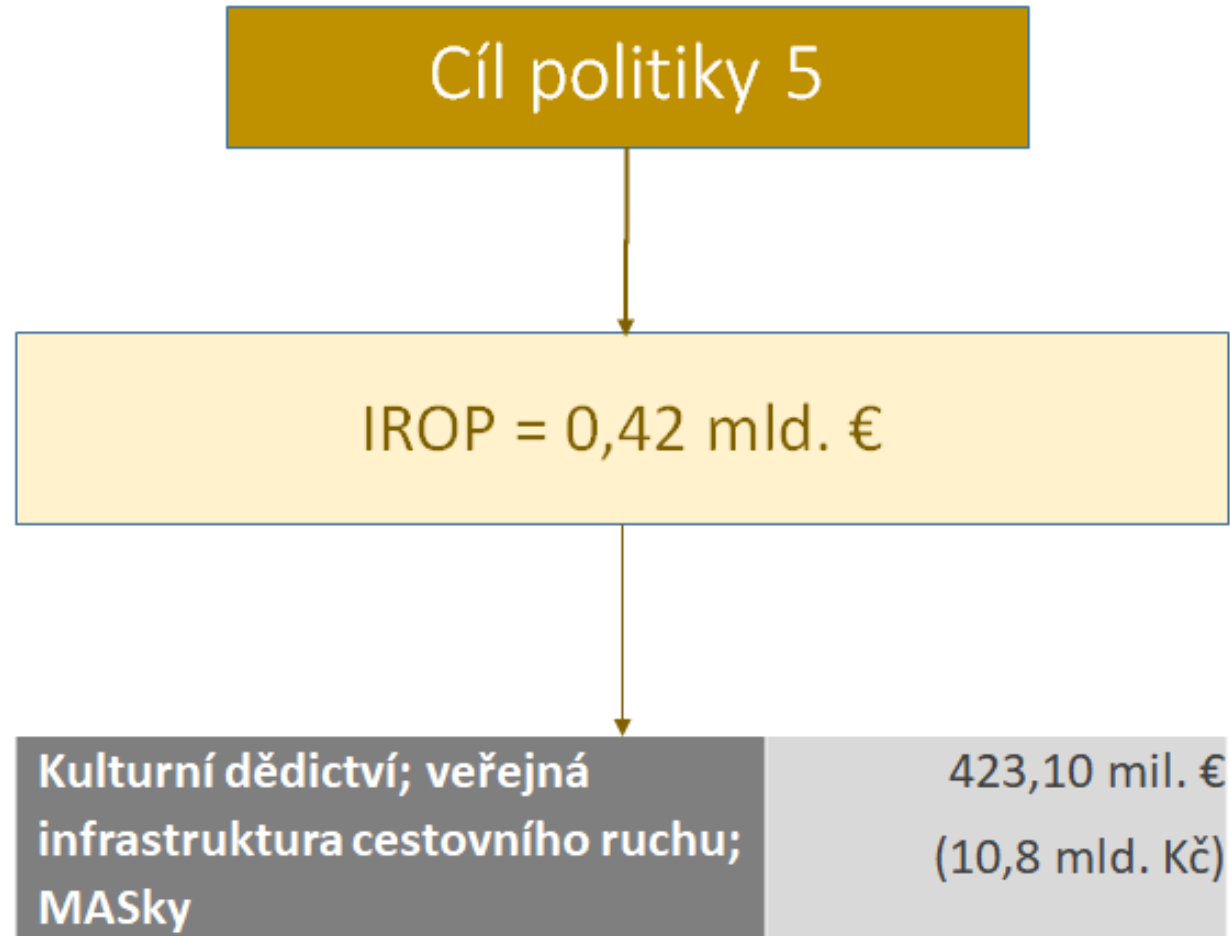 Cíl politiky 5
IROP = 0,42 mld. €
Kulturní dědictví; veřejná
infrastruktura cestovního ruchu;
MASky
423,10 mil. €
(10,8 mld. Kč)